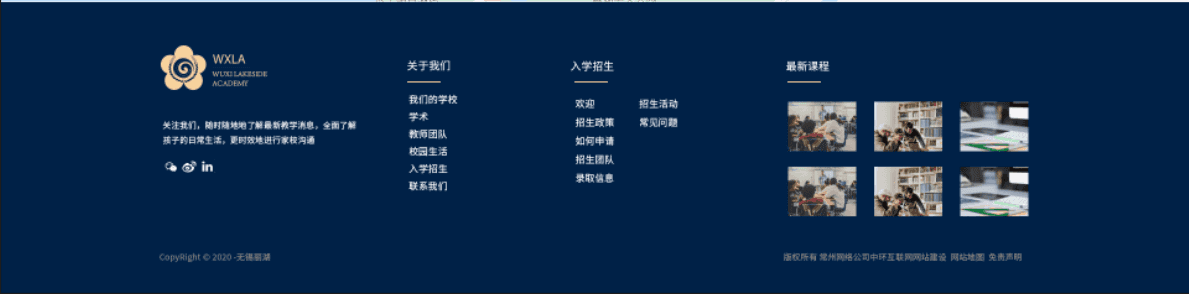 WXLA
WUXI LAKESIDE
ACADEMY
关注我们，随时随地地了解最新教学消息，全面了解
孩子的日常生活，更时效地进行家校沟通
关于我们
我们的学校
学术
教师团队
校园生活
入学招生
联系我们
入学招生
欢迎
招生政策
如何申请
招生团队
录取信息
招生活动
常见问题
最新课程
CopyRight © 2020 -无锡丽湖
版权所有 常州网络公司中环互联网网站建设 网站地图 免责声明